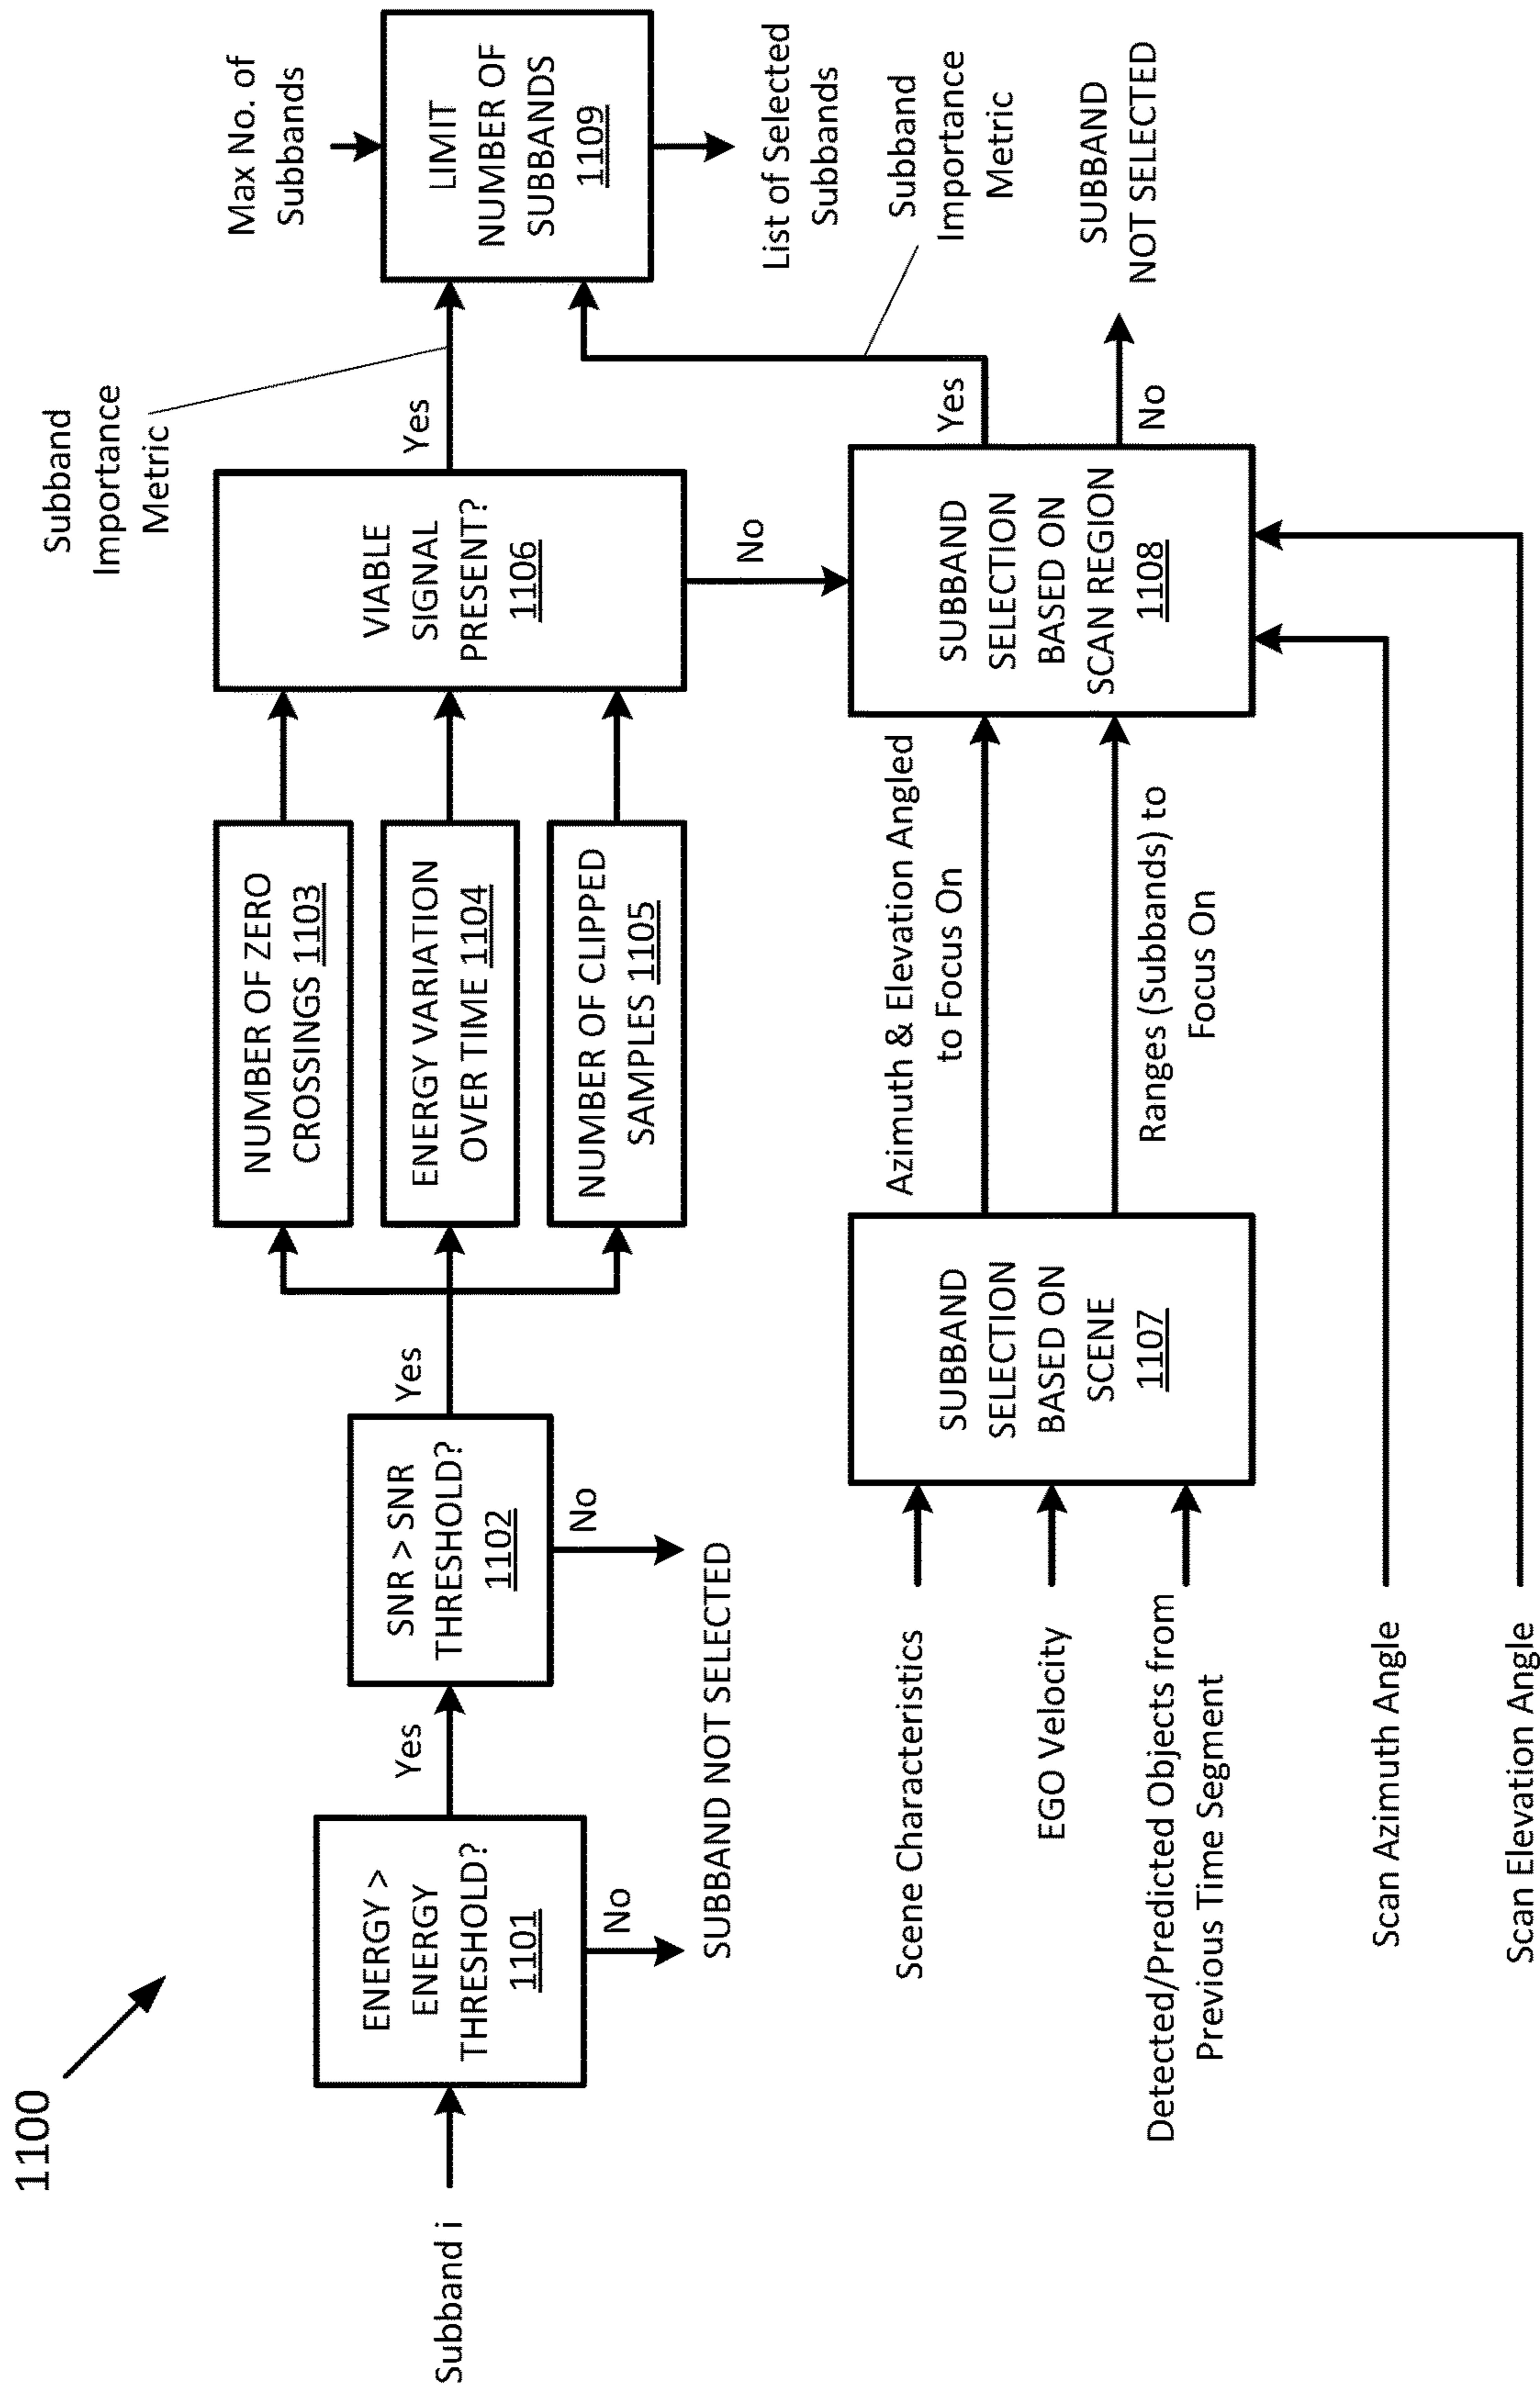 1100
Subband i
ENERGY >
ENERGY
THRESHOLD?
1101
Yes
No
SNR > SNR
THRESHOLD?
1102
Yes
No
SUBBAND NOT SELECTED
NUMBER OF ZERO
CROSSINGS 1103
ENERGY VARIATION
OVER TIME 1104
NUMBER OF CLIPPED
SAMPLES 1105
VIABLE
SIGNAL
PRESENT?
1106
Yes
No
Subband
Importance
Metric
Max No. of
Subbands
LIMIT
NUMBER OF
SUBBANDS
1109
List of Selected
Subbands
Subband
Importance
Metric
Scene Characteristics
EGO Velocity
Detected/Predicted Objects from
Previous Time Segment
SUBBAND
SELECTION
BASED ON
SCENE
1107
Azimuth & Elevation Angled
to Focus On
Ranges (Subbands) to
Focus On
SUBBAND
SELECTION
BASED ON
SCAN REGION
1108
Yes
No
SUBBAND
NOT SELECTED
Scan Azimuth Angle
Scan Elevation Angle